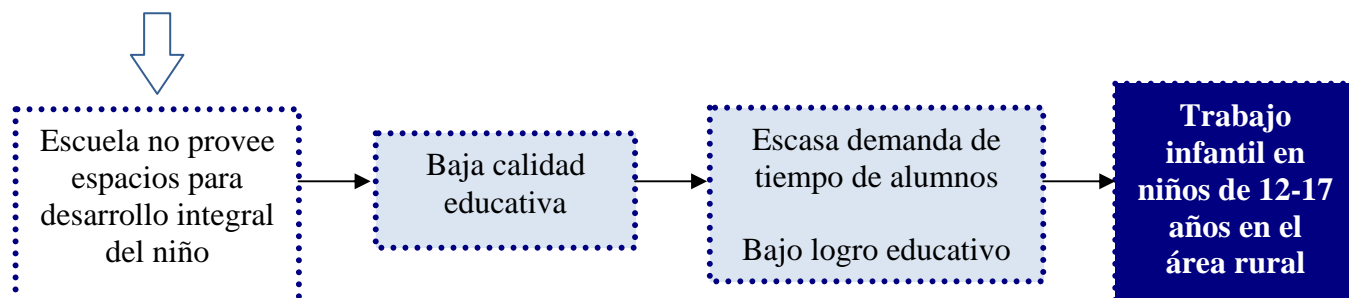 Escuela no provee
espacios para
desarrollo integral
del niño
Baja calidad
educativa
Escasa demanda de
tiempo de alumnos
Bajo logro educativo
Trabajo
infantil en
niños de 12-17
años en el
área rural